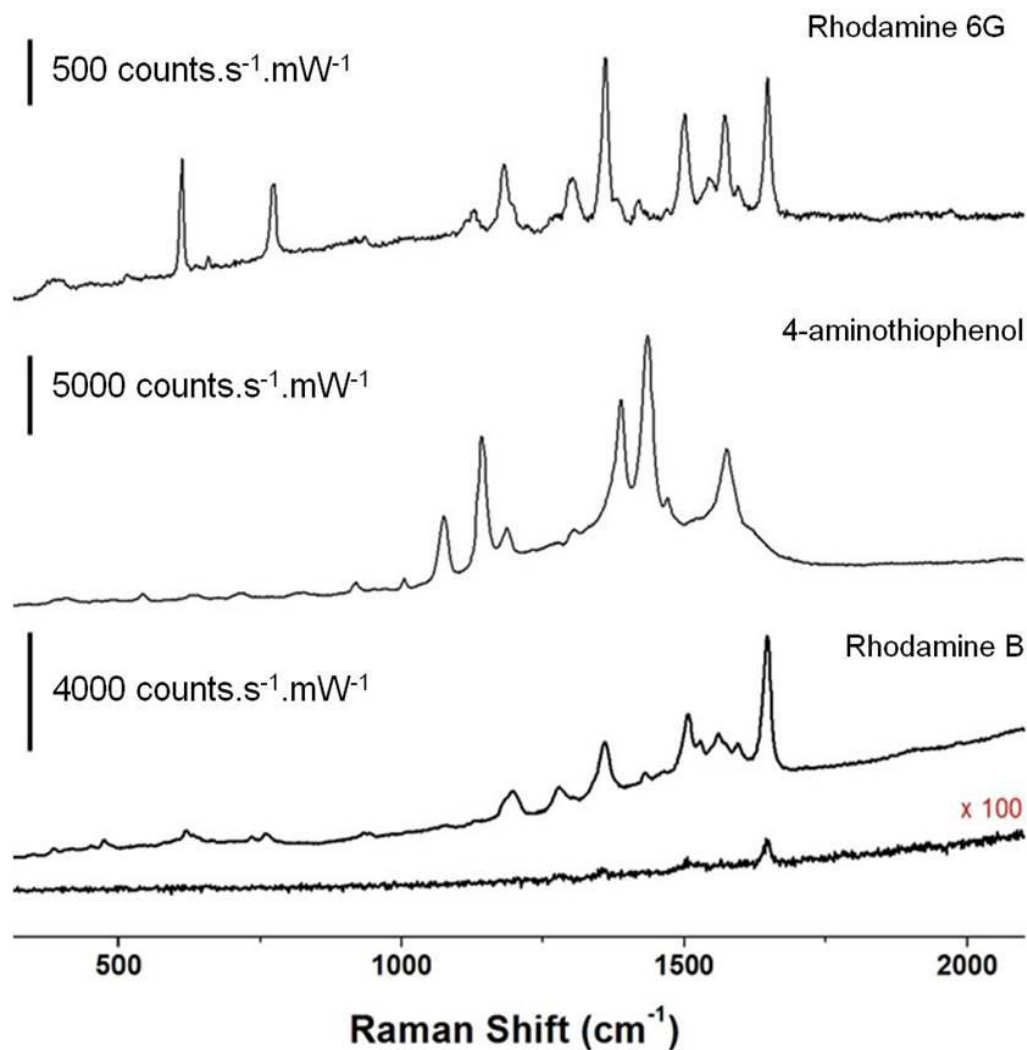 Rhodamine 6G
500 counts.s⁻¹.mW⁻¹
4-aminothiophenol
5000 counts.s⁻¹.mW⁻¹
Rhodamine B
4000 counts.s⁻¹.mW⁻¹
x 100
500 1000 1500 2000
Raman Shift (cm⁻¹)